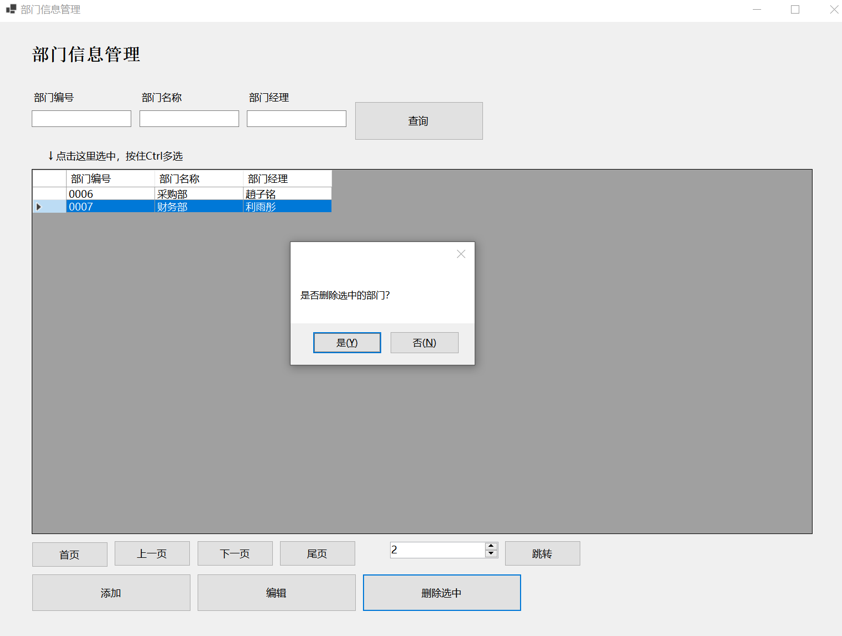 部门信息管理
部门信息管理
部门编号 部门名称 部门经理
查询
↓点击这里选中，按住Ctrl多选
部门编号 部门名称 部门经理
0006 采购部 趙子铭
0007 财务部 利雨彤
是否删除选中的部门?
是(Y) 否(N)
首页 上一页 下一页 尾页 2 跳转
添加 编辑 删除选中